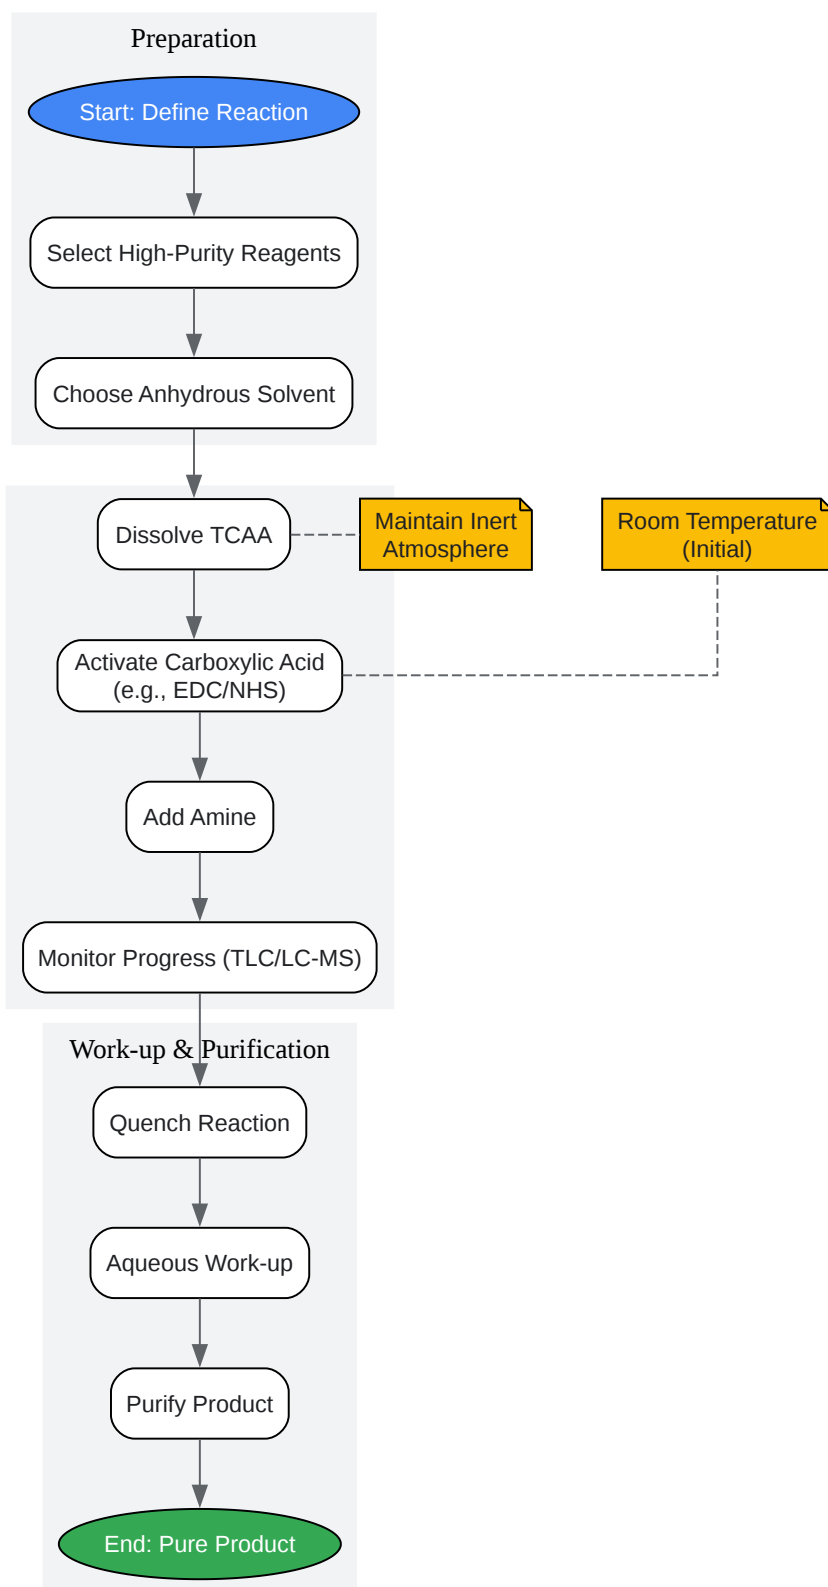 Preparation
Start: Define Reaction
Select High-Purity Reagents
Choose Anhydrous Solvent
Dissolve TCAA
Maintain Inert
Atmosphere
Room Temperature
(Initial)
Activate Carboxylic Acid
(e.g., EDC/NHS)
Add Amine
Monitor Progress (TLC/LC-MS)
Work-up & Purification
Quench Reaction
Aqueous Work-up
Purify Product
End: Pure Product